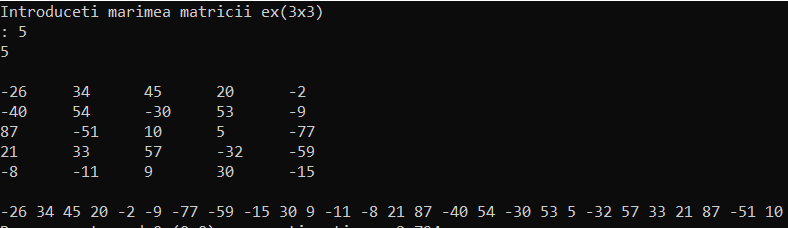 Introduceti marimea matricii ex(3x3)
: 5
5
-26 34 45 20 -2
-40 54 -30 53 -9
87 -51 10 5 -77
21 33 57 -32 -59
-8 -11 9 30 -15
-26 34 45 20 -2 -9 -77 -59 -15 30 9 -11 -8 21 87 -40 54 -30 53 5 -32 57 33 21 87 -51 10